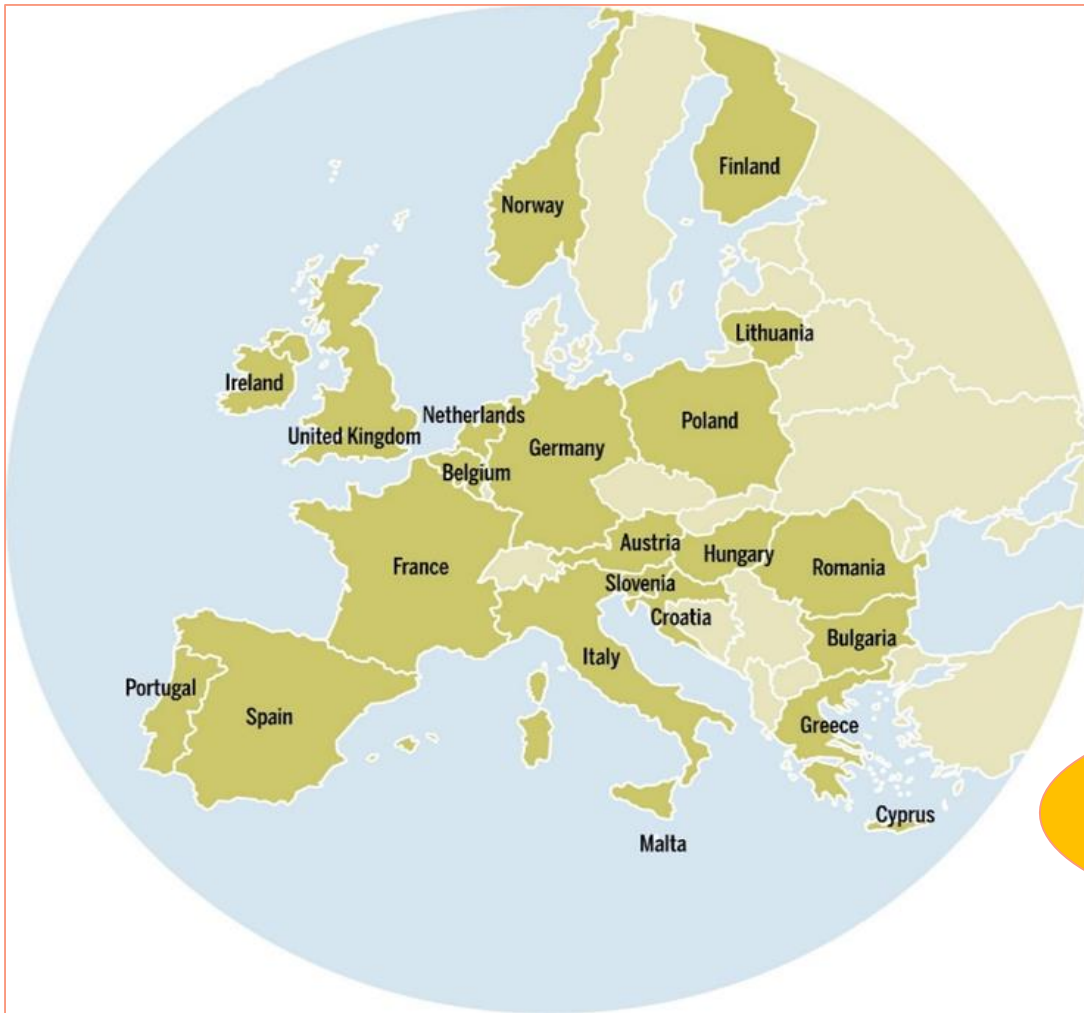 Finland
Norway
Lithuania
Ireland
Netherlands
Poland
United Kingdom
Germany
Belgium
Austria
Hungary
France
Romania
Slovenia
Croatia
Bulgaria
Italy
Portugal
Spain
Greece
Cyprus
Malta